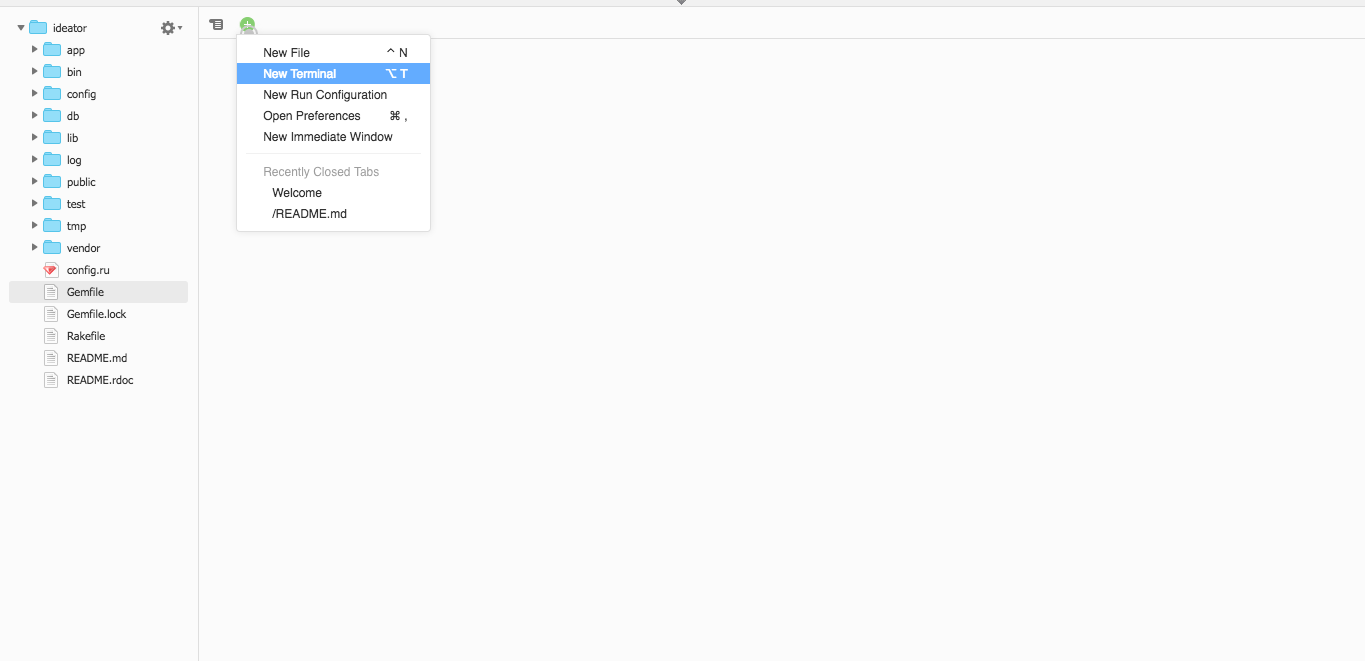 ideator
app
bin
config
db
lib
log
public
test
tmp
vendor
config.ru
Gemfile
Gemfile.lock
Rakefile
README.md
README.rdoc
New File ^ N
New Terminal ⌥ T
New Run Configuration
Open Preferences ⌘ ,
New Immediate Window
Recently Closed Tabs
Welcome
/README.md